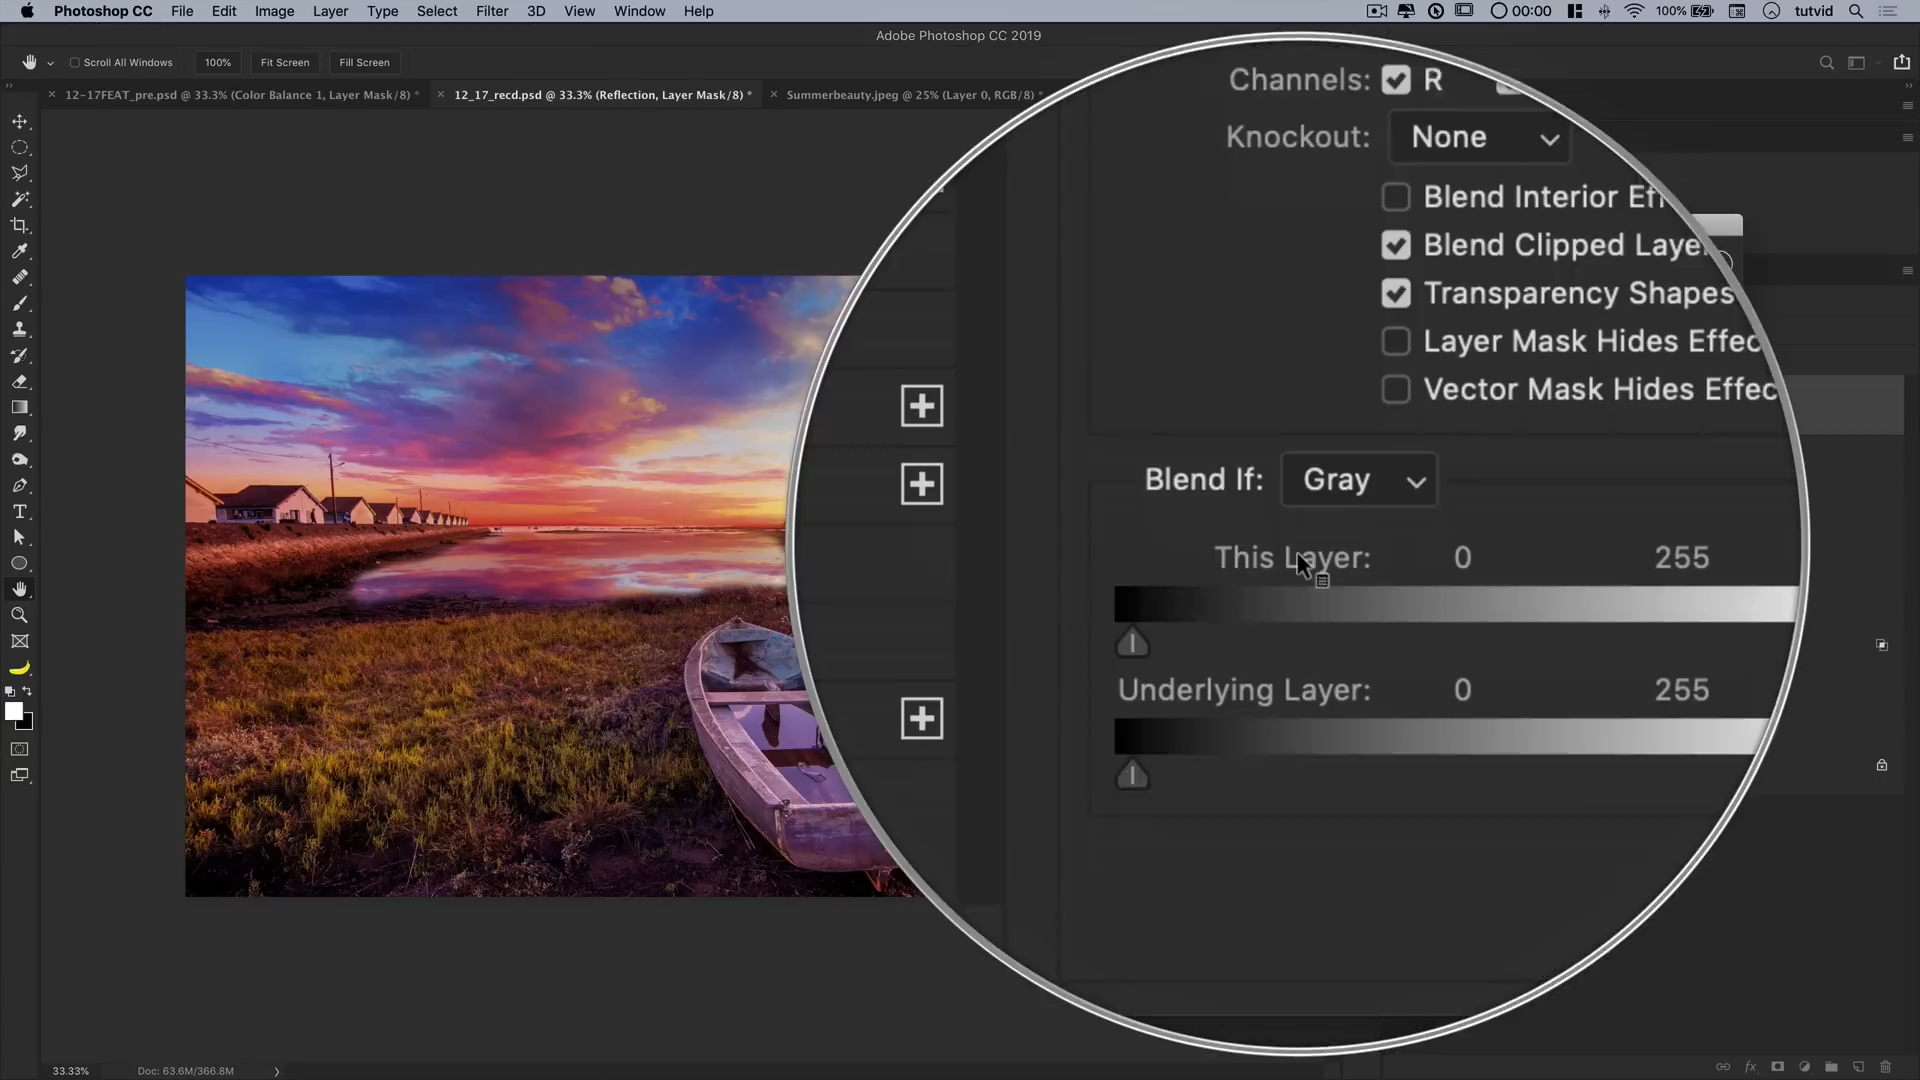 Photoshop CC File Edit Image Layer Type Select Filter 3D View Window Help 00:00 100% tutvid
Adobe Photoshop CC 2019
Scroll All Windows 100% Fit Screen Fill Screen
12-17FEAT_pre.psd @ 33.3% (Color Balance 1, Layer Mask/8) * 12_17_recd.psd @ 33.3% (Reflection, Layer Mask/8) * Summerbeauty.jpeg @ 25% (Layer 0, RGB/8) *
Channels: R
Knockout: None
Blend Interior Eff
Blend Clipped Laye
Transparency Shapes
Layer Mask Hides Effec
Vector Mask Hides Effec
Blend If: Gray
This Layer: 0 255
Underlying Layer: 0 255
33.33% Doc: 63.6M/366.8M